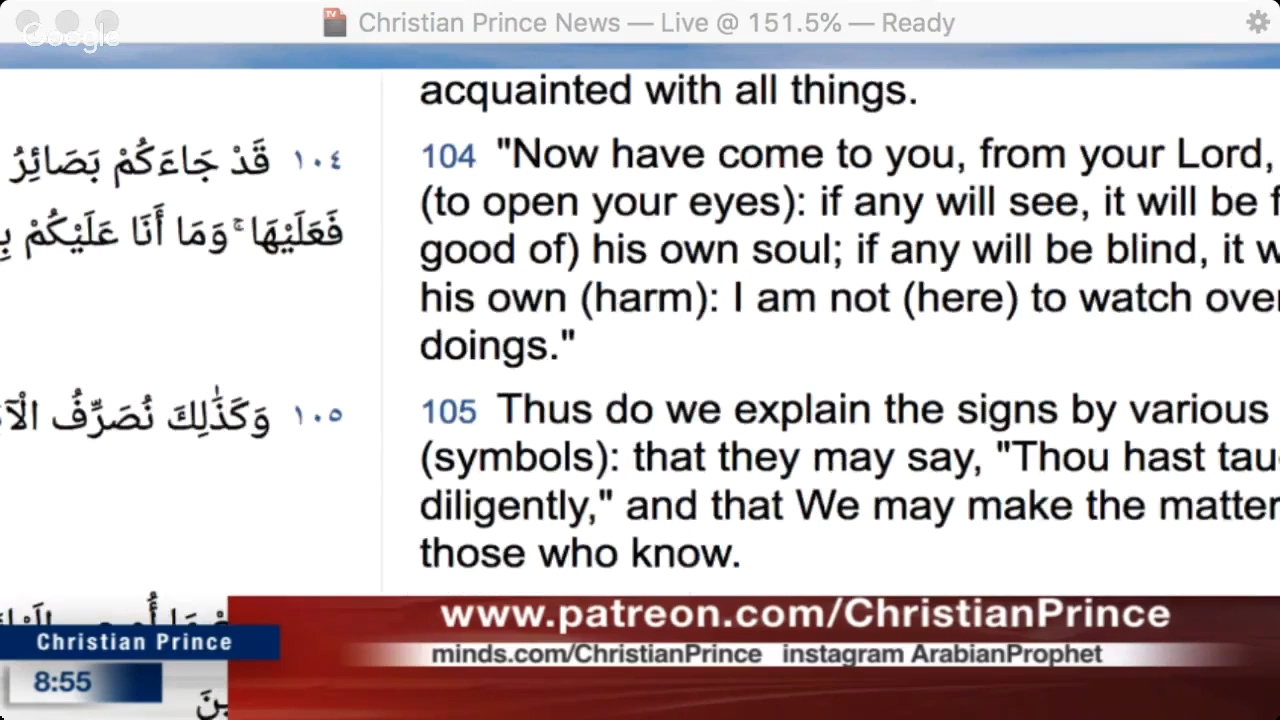 Christian Prince News — Live @ 151.5% — Ready
Google
acquainted with all things.
١٠٤ قَدْ جَاءَكُمْ بَصَائِرُ
فَعَلَيْهَا ۚ وَمَا أَنَا عَلَيْكُمْ
104 "Now have come to you, from your Lord,
(to open your eyes): if any will see, it will be
good of) his own soul; if any will be blind, it
his own (harm): I am not (here) to watch over
doings."
١٠٥ وَكَذَٰلِكَ نُصَرِّفُ
105 Thus do we explain the signs by various
(symbols): that they may say, "Thou hast
diligently," and that We may make the matter
those who know.
www.patreon.com/ChristianPrince
Christian Prince
minds.com/ChristianPrince instagram ArabianProphet
8:55